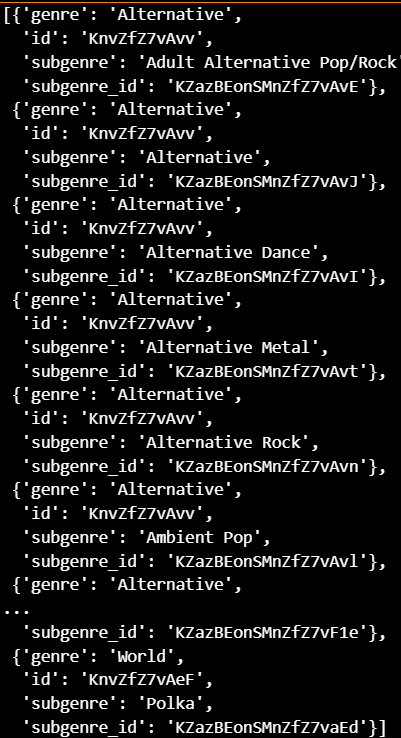 [{'genre': 'Alternative',
'id': 'KnvZfZ7vAvv',
'subgenre': 'Adult Alternative Pop/Rock'
'subgenre_id': 'KZazBEonSMnZfZ7vAvE'},
{'genre': 'Alternative',
'id': 'KnvZfZ7vAvv',
'subgenre': 'Alternative',
'subgenre_id': 'KZazBEonSMnZfZ7vAvJ'},
{'genre': 'Alternative',
'id': 'KnvZfZ7vAvv',
'subgenre': 'Alternative Dance',
'subgenre_id': 'KZazBEonSMnZfZ7vAvI'},
{'genre': 'Alternative',
'id': 'KnvZfZ7vAvv',
'subgenre': 'Alternative Metal',
'subgenre_id': 'KZazBEonSMnZfZ7vAvt'},
{'genre': 'Alternative',
'id': 'KnvZfZ7vAvv',
'subgenre': 'Alternative Rock',
'subgenre_id': 'KZazBEonSMnZfZ7vAvn'},
{'genre': 'Alternative',
'id': 'KnvZfZ7vAvv',
'subgenre': 'Ambient Pop',
'subgenre_id': 'KZazBEonSMnZfZ7vAvl'},
{'genre': 'Alternative',
...
'subgenre_id': 'KZazBEonSMnZfZ7vF1e'},
{'genre': 'World',
'id': 'KnvZfZ7vAeF',
'subgenre': 'Polka',
'subgenre_id': 'KZazBEonSMnZfZ7vaEd'}]